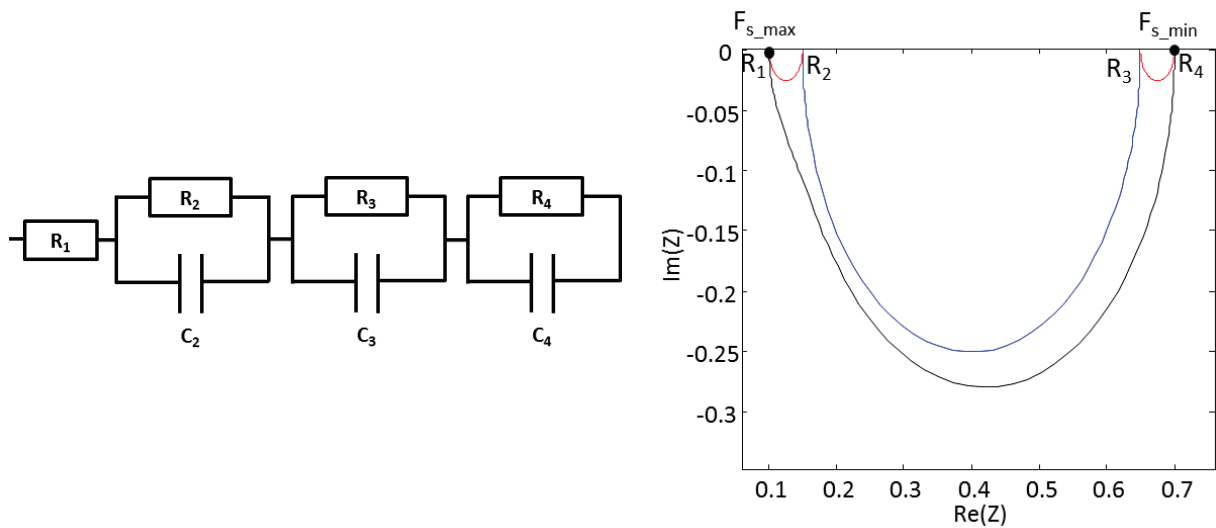 R1
R2
C2
R3
C3
R4
C4
Fs_max
Fs_min
R1
R2
R3
R4
0
-0.05
-0.1
-0.15
-0.2
-0.25
-0.3
Im(Z)
0.1
0.2
0.3
0.4
0.5
0.6
0.7
Re(Z)